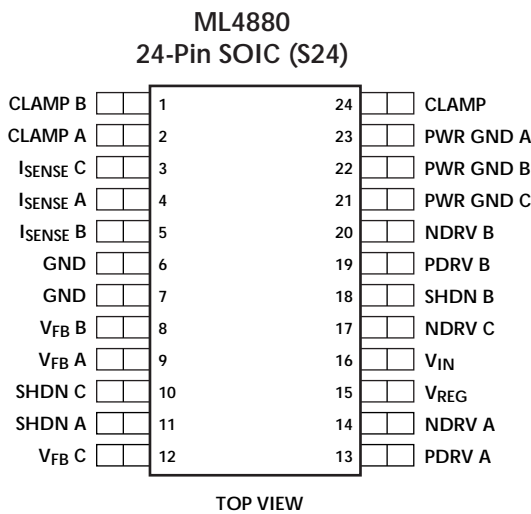 ML4880
24-Pin SOIC (S24)
CLAMP B 1 24 CLAMP
CLAMP A 2 23 PWR GND A
ISENSE C 3 22 PWR GND B
ISENSE A 4 21 PWR GND C
ISENSE B 5 20 NDRV B
GND 6 19 PDRV B
GND 7 18 SHDN B
VFB B 8 17 NDRV C
VFB A 9 16 VIN
SHDN C 10 15 VREG
SHDN A 11 14 NDRV A
VFB C 12 13 PDRV A
TOP VIEW